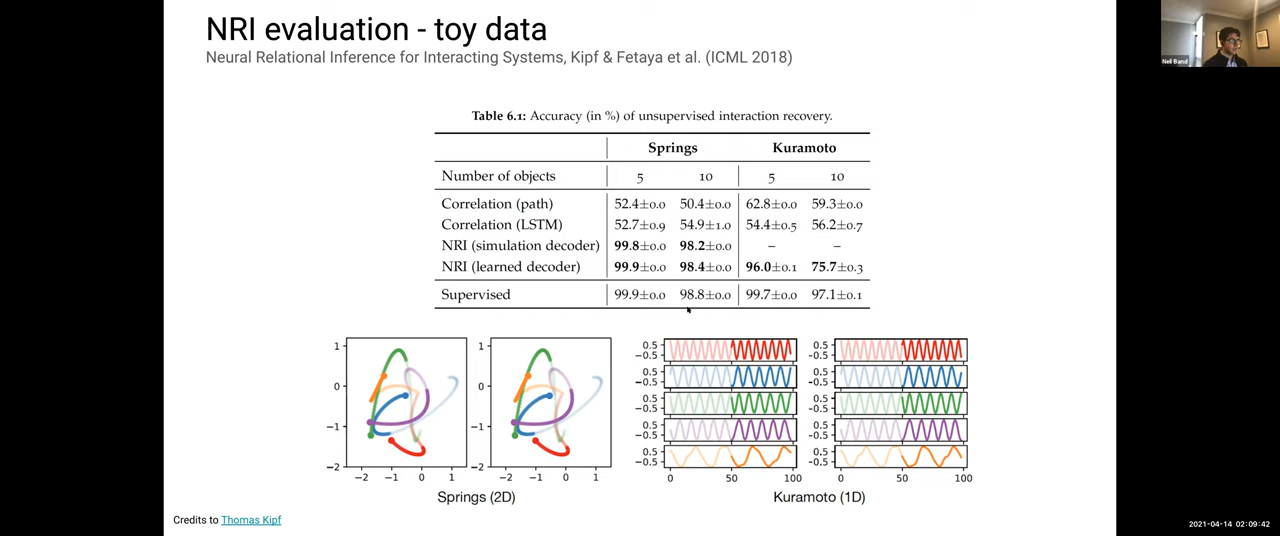 NRI evaluation - toy data
Neural Relational Inference for Interacting Systems, Kipf & Fetaya et al. (ICML 2018)
Neil Band
Table 6.1: Accuracy (in %) of unsupervised interaction recovery.
Springs Kuramoto
Number of objects 5 10 5 10
Correlation (path) 52.4±0.0 50.4±0.0 62.8±0.0 59.3±0.0
Correlation (LSTM) 52.7±0.9 54.9±1.0 54.4±0.5 56.2±0.7
NRI (simulation decoder) 99.8±0.0 98.2±0.0 – –
NRI (learned decoder) 99.9±0.0 98.4±0.0 96.0±0.1 75.7±0.3
Supervised 99.9±0.0 98.8±0.0 99.7±0.0 97.1±0.1
1 1 0.5 0.5
−0.5 −0.5
0 0 0.5 0.5
−0.5 −0.5
0.5 0.5
−1 −1 −0.5 −0.5
0.5 0.5
−0.5 −0.5
0.5 0.5
−2 −2 −0.5 −0.5
−2 −1 0 1 −2 −1 0 1 0 50 100 0 50 100
Springs (2D) Kuramoto (1D)
Credits to Thomas Kipf
2021-04-14 02:09:42